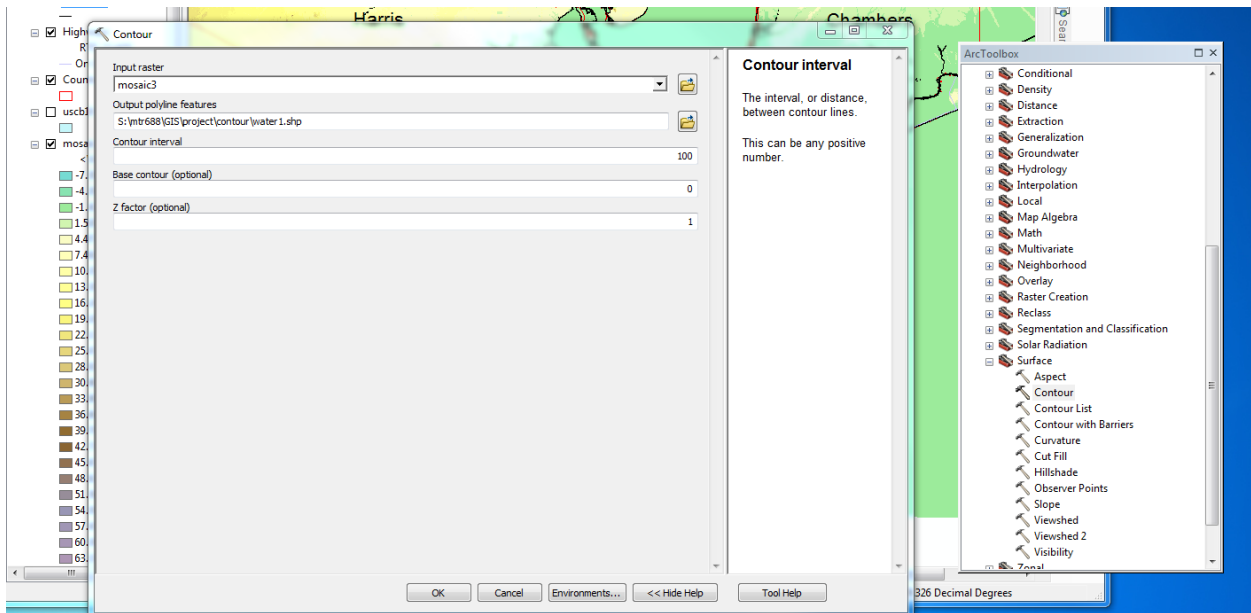 Harris
Chambers
High
R
Or
Coun
uscb1
mosa
<
-7.
-4.
-1.
1.5
4.4
7.4
10.
13.
16.
19.
22.
25.
28.
30.
33.
36.
39.
42.
45.
48.
51.
54.
57.
60.
63.
Contour
Input raster
mosaic3
Output polyline features
S:\mtr688\GIS\project\contour\water1.shp
Contour interval
100
Base contour (optional)
0
Z factor (optional)
1
OK
Cancel
Environments...
<< Hide Help
Contour interval
The interval, or distance,
between contour lines.
This can be any positive
number.
Tool Help
Sear
ArcToolbox
Conditional
Density
Distance
Extraction
Generalization
Groundwater
Hydrology
Interpolation
Local
Map Algebra
Math
Multivariate
Neighborhood
Overlay
Raster Creation
Reclass
Segmentation and Classification
Solar Radiation
Surface
Aspect
Contour
Contour List
Contour with Barriers
Curvature
Cut Fill
Hillshade
Observer Points
Slope
Viewshed
Viewshed 2
Visibility
Zonal
326 Decimal Degrees